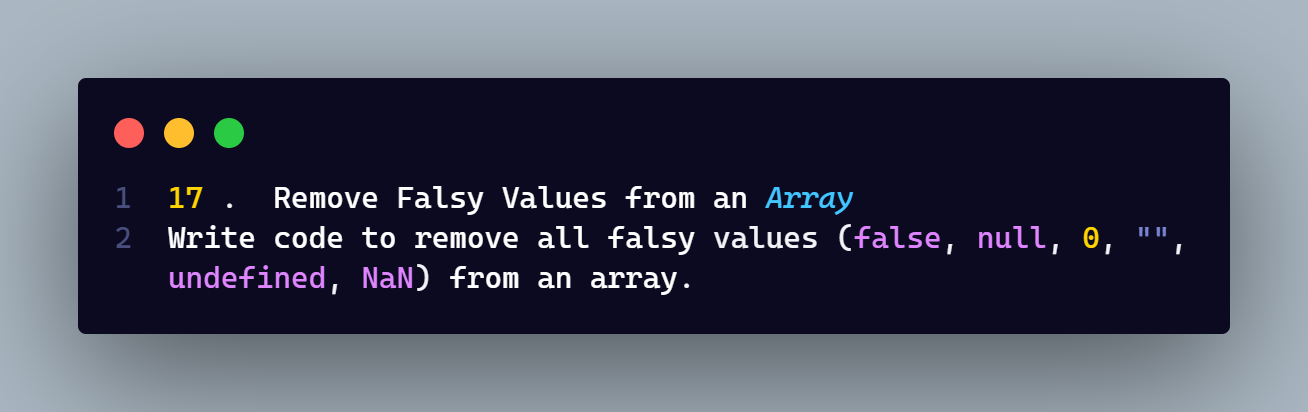 1 17 .  Remove Falsy Values from an Array
2 Write code to remove all falsy values (false, null, 0, "",
undefined, NaN) from an array.